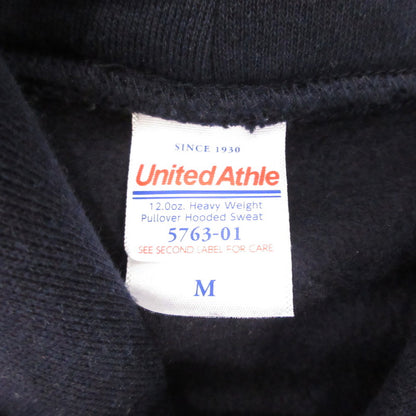 SINCE 1930
United Athle
12.0oz. Heavy Weight
Pullover Hooded Sweat
5763-01
SEE SECOND LABEL FOR CARE
M